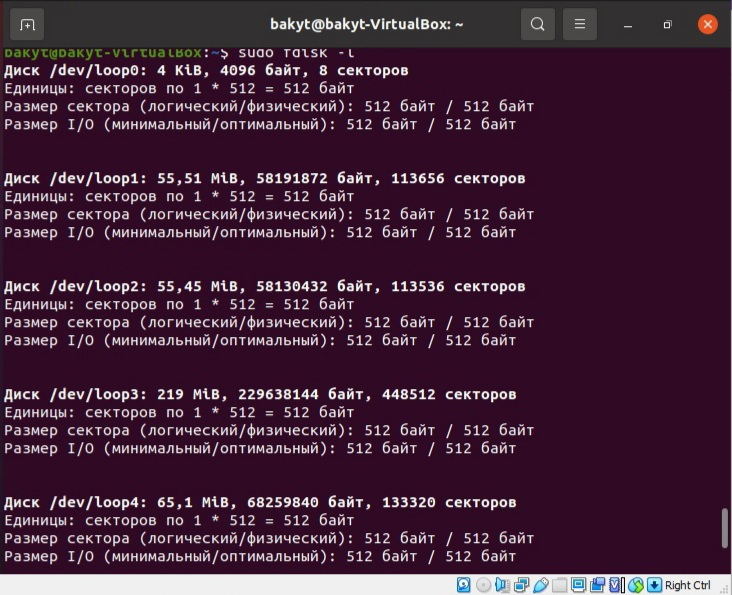 bakyt@bakyt-VirtualBox: ~
bakyt@bakyt-VirtualBox:~$ sudo fdisk -l
Диск /dev/loop0: 4 KiB, 4096 байт, 8 секторов
Единицы: секторов по 1 * 512 = 512 байт
Размер сектора (логический/физический): 512 байт / 512 байт
Размер I/O (минимальный/оптимальный): 512 байт / 512 байт
Диск /dev/loop1: 55,51 MiB, 58191872 байт, 113656 секторов
Единицы: секторов по 1 * 512 = 512 байт
Размер сектора (логический/физический): 512 байт / 512 байт
Размер I/O (минимальный/оптимальный): 512 байт / 512 байт
Диск /dev/loop2: 55,45 MiB, 58130432 байт, 113536 секторов
Единицы: секторов по 1 * 512 = 512 байт
Размер сектора (логический/физический): 512 байт / 512 байт
Размер I/O (минимальный/оптимальный): 512 байт / 512 байт
Диск /dev/loop3: 219 MiB, 229638144 байт, 448512 секторов
Единицы: секторов по 1 * 512 = 512 байт
Размер сектора (логический/физический): 512 байт / 512 байт
Размер I/O (минимальный/оптимальный): 512 байт / 512 байт
Диск /dev/loop4: 65,1 MiB, 68259840 байт, 133320 секторов
Единицы: секторов по 1 * 512 = 512 байт
Размер сектора (логический/физический): 512 байт / 512 байт
Размер I/O (минимальный/оптимальный): 512 байт / 512 байт
Right Ctrl